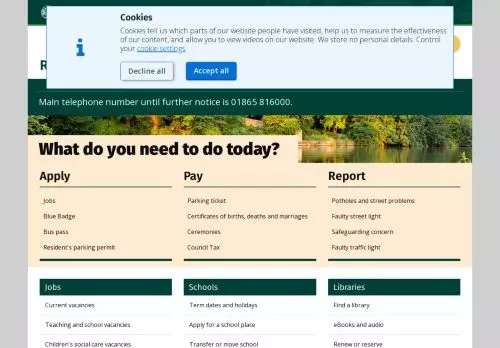 Cookies
Cookies tell us which parts of our website people have visited, help us to measure the effectiveness
of our content, and allow you to view videos on our website. We store no personal details. Control
your cookie settings.
Decline all
Accept all
R
Main telephone number until further notice is 01865 816000.
What do you need to do today?
Apply
Pay
Report
Jobs
Parking ticket
Potholes and street problems
Blue Badge
Certificates of births, deaths and marriages
Faulty street light
Bus pass
Ceremonies
Safeguarding concern
Resident's parking permit
Council Tax
Faulty traffic light
Jobs
Schools
Libraries
Current vacancies
Term dates and holidays
Find a library
Teaching and school vacancies
Apply for a school place
eBooks and audio
Children's social care vacancies
Transfer or move school
Renew or reserve